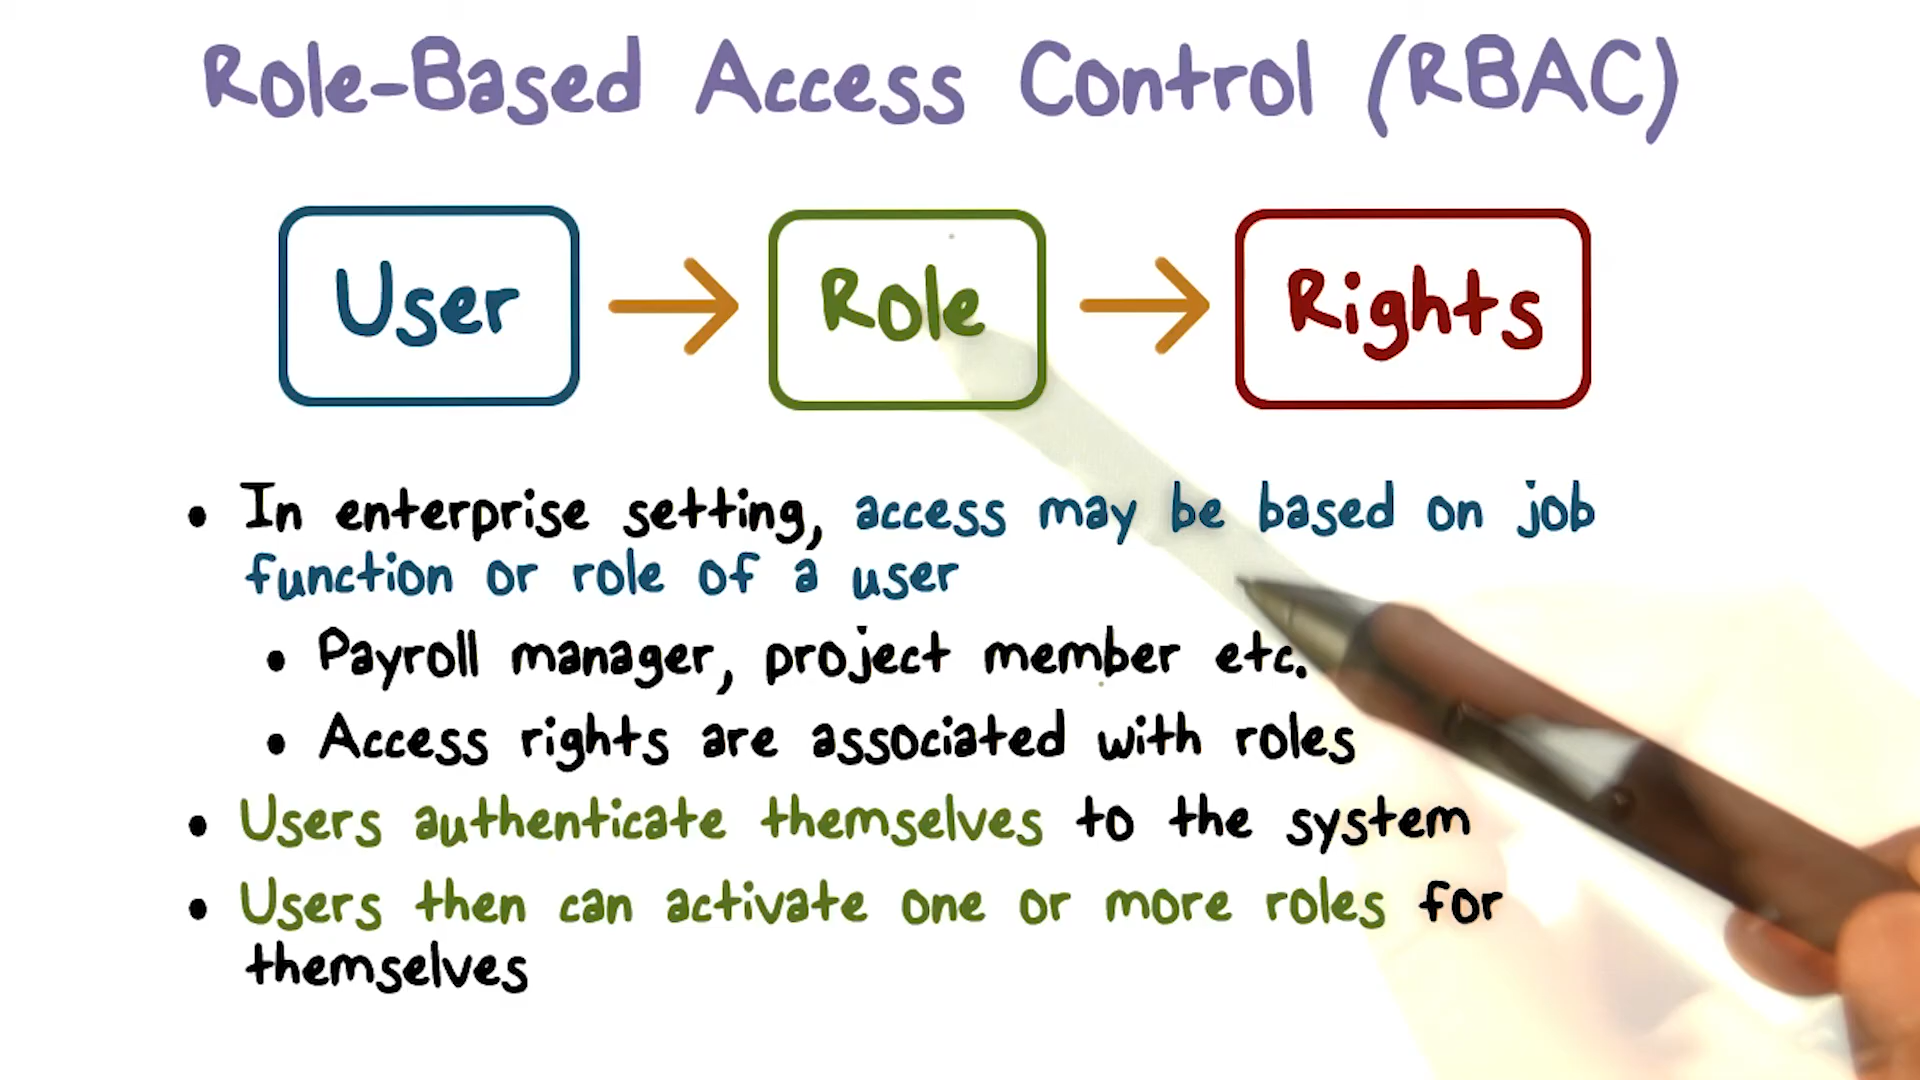 Role-Based Access Control (RBAC)
User
Role
Rights
• In enterprise setting, access may be based on job
function or role of a user
• Payroll manager, project member etc.
• Access rights are associated with roles
• Users authenticate themselves to the system
• Users then can activate one or more roles for
themselves